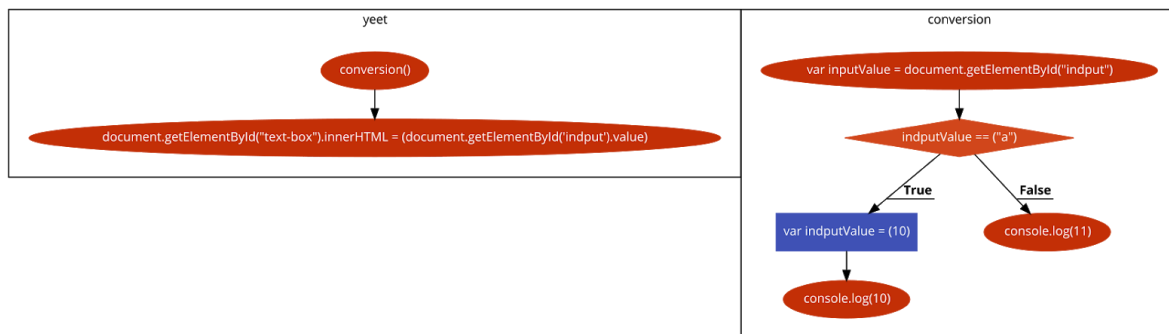 yeet
conversion()
document.getElementById("text-box").innerHTML = (document.getElementById('indput').value)
conversion
var inputValue = document.getElementById("indput")
indputValue == ("a")
True
False
var indputValue = (10)
console.log(11)
console.log(10)